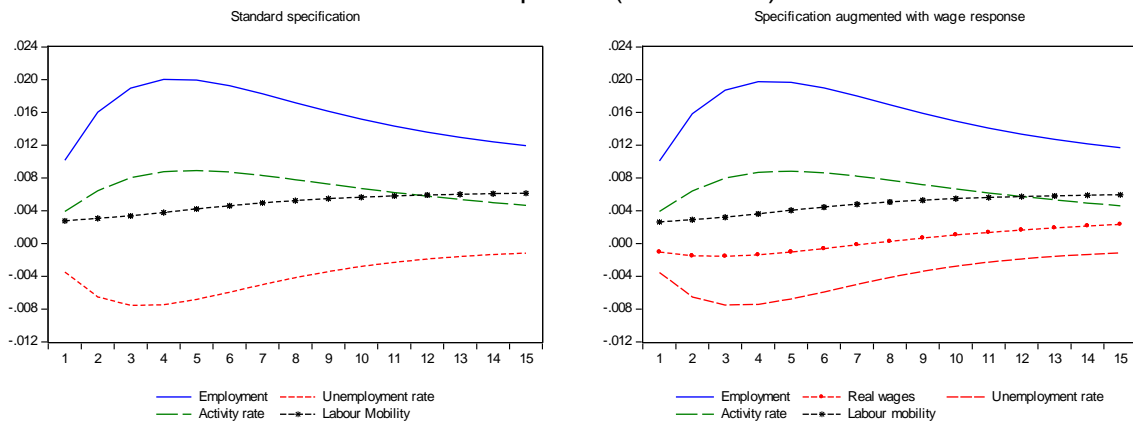 Standard specification
.024
.020
.016
.012
.008
.004
.000
-.004
-.008
-.012
1 2 3 4 5 6 7 8 9 10 11 12 13 14 15
Employment Unemployment rate
Activity rate Labour Mobility
Specification augmented with wage response
.024
.020
.016
.012
.008
.004
.000
-.004
-.008
-.012
1 2 3 4 5 6 7 8 9 10 11 12 13 14 15
Employment Real wages Unemployment rate
Activity rate Labour mobility